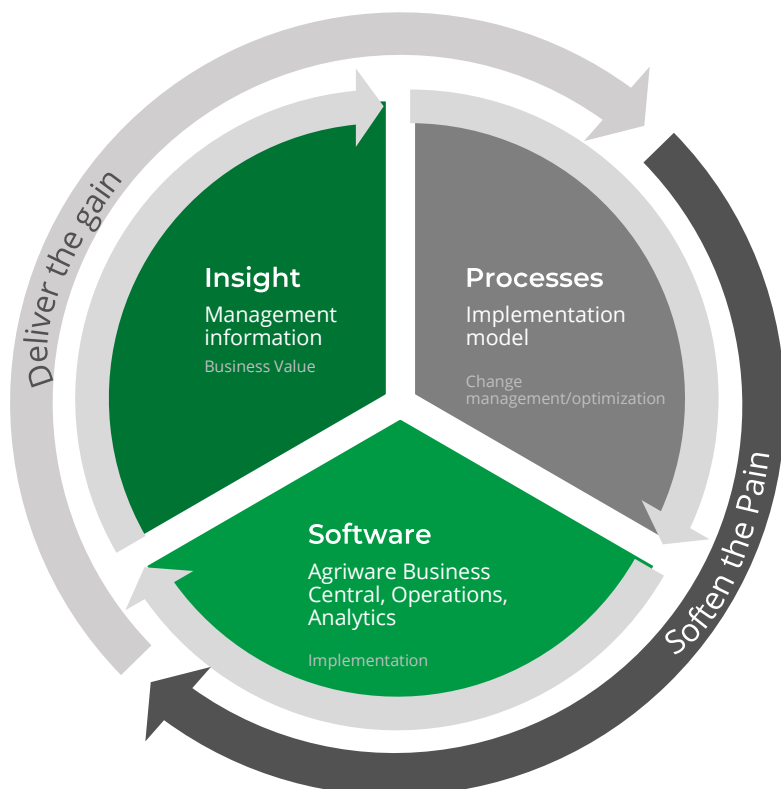 Deliver the gain
Insight
Management
information
Business Value
Processes
Implementation
model
Change
management/optimization
Software
Agriware Business
Central, Operations,
Analytics
Implementation
Soften the Pain